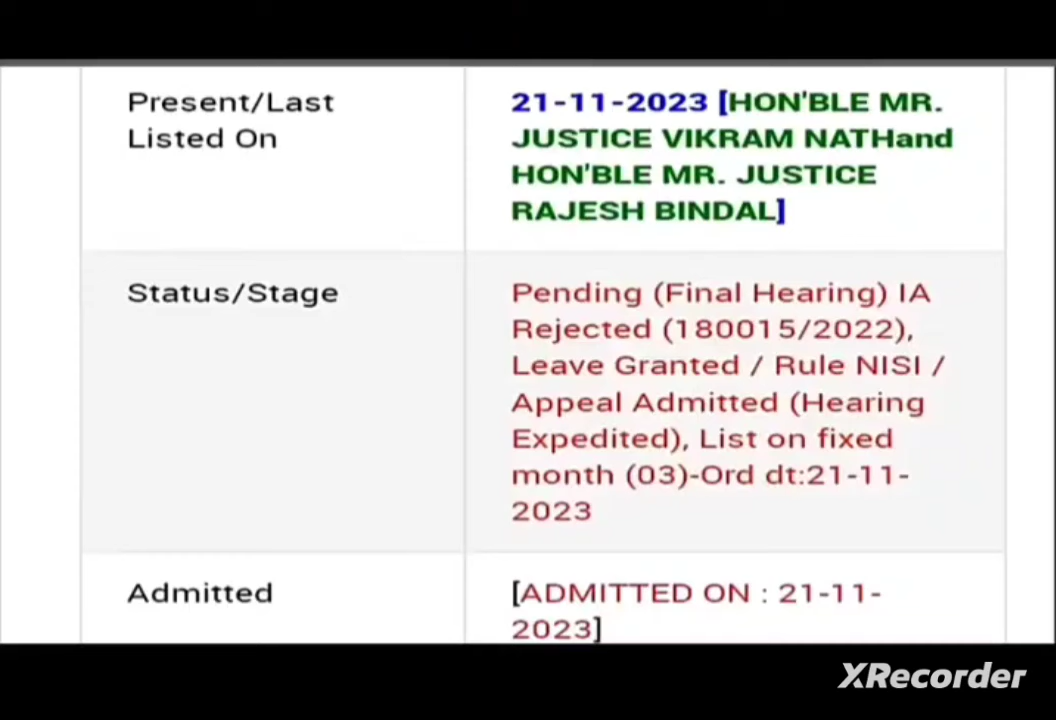 Present/Last
Listed On
21-11-2023 [HON'BLE MR.
JUSTICE VIKRAM NATHand
HON'BLE MR. JUSTICE
RAJESH BINDAL]
Status/Stage
Pending (Final Hearing) IA
Rejected (180015/2022),
Leave Granted / Rule NISI /
Appeal Admitted (Hearing
Expedited), List on fixed
month (03)-Ord dt:21-11-
2023
Admitted
[ADMITTED ON : 21-11-
2023]
XRecorder